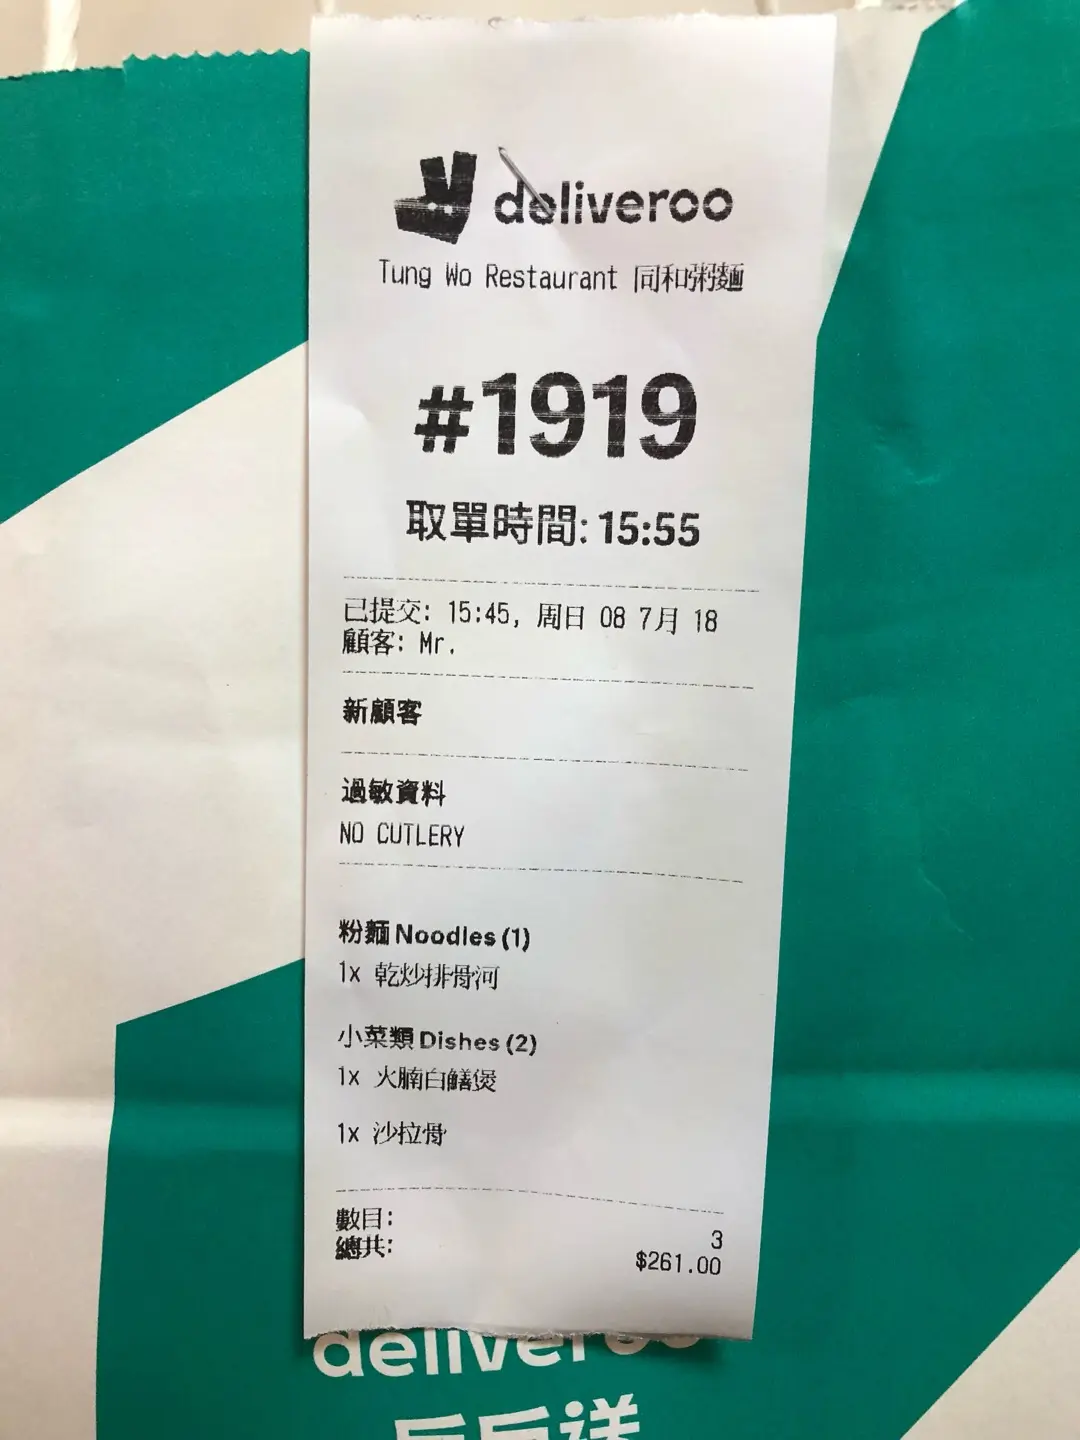 deliveroo
Tung Wo Restaurant 同和粥麵
#1919
取單時間: 15:55
已提交: 15:45, 周日 08 7月 18
顧客: Mr.
新顧客
過敏資料
NO CUTLERY
粉麵 Noodles (1)
1x 乾炒排骨河
小菜類 Dishes (2)
1x 火腩白鱔煲
1x 沙拉骨
數目: 3
總共: $261.00
deliveroo
戶戶送